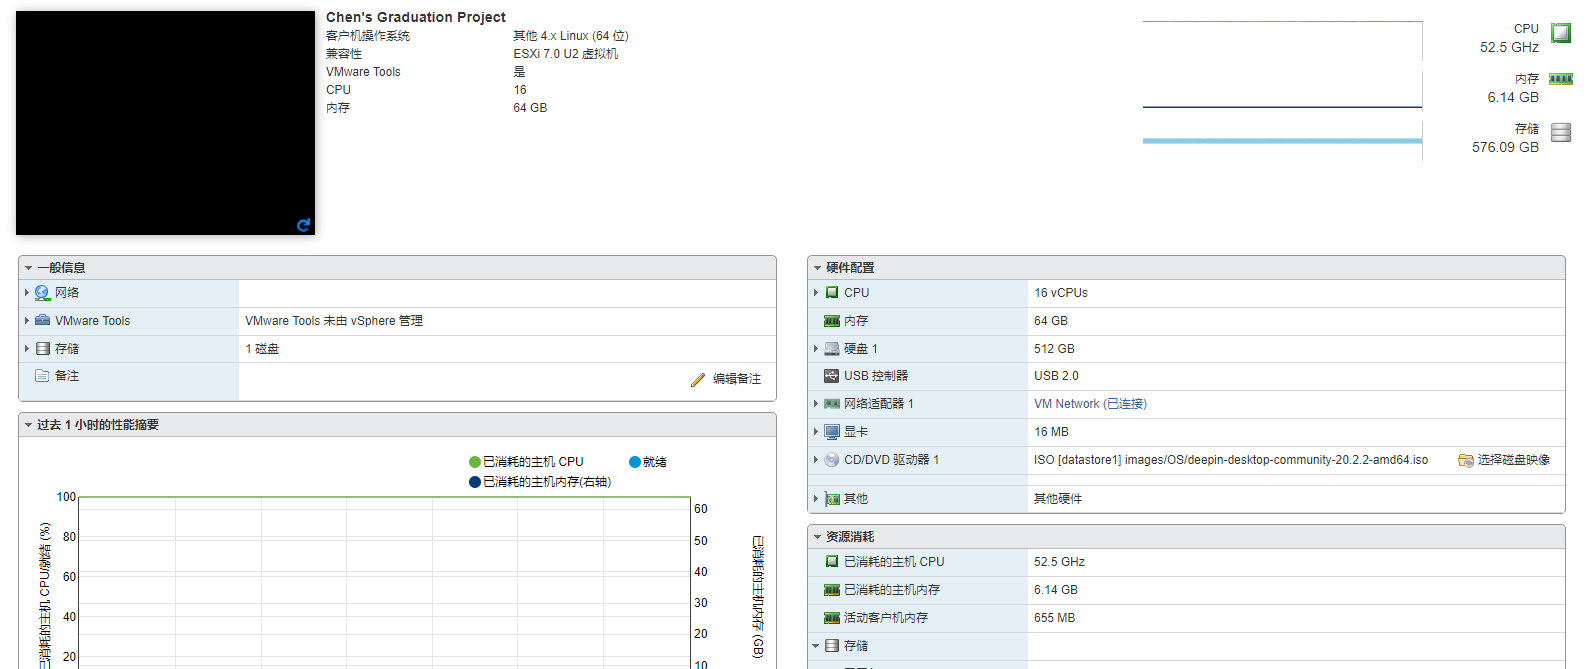 Chen's Graduation Project
客户机操作系统 其他 4.x Linux (64 位)
兼容性 ESXi 7.0 U2 虚拟机
VMware Tools 是
CPU 16
内存 64 GB
CPU
52.5 GHz
内存
6.14 GB
存储
576.09 GB
一般信息
网络
VMware Tools VMware Tools 未由 vSphere 管理
存储 1 磁盘
备注 编辑备注
过去 1 小时的性能摘要
已消耗的主机 CPU 就绪
已消耗的主机内存(右轴)
100
80
60
40
20
已消耗的主机 CPU/就绪 (%)
60
50
40
30
20
10
已消耗的主机内存 (GB)
硬件配置
CPU 16 vCPUs
内存 64 GB
硬盘 1 512 GB
USB 控制器 USB 2.0
网络适配器 1 VM Network (已连接)
显卡 16 MB
CD/DVD 驱动器 1 ISO [datastore1] images/OS/deepin-desktop-community-20.2.2-amd64.iso 选择磁盘映像
其他 其他硬件
资源消耗
已消耗的主机 CPU 52.5 GHz
已消耗的主机内存 6.14 GB
活动客户机内存 655 MB
存储